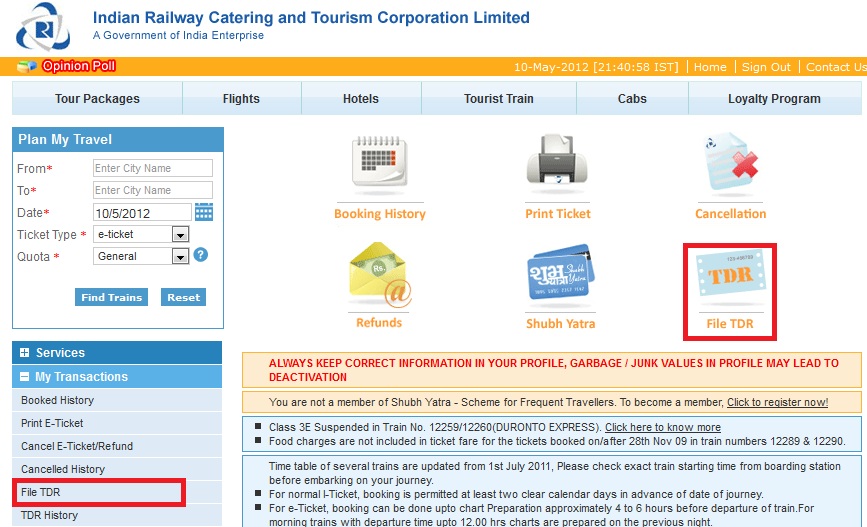 Indian Railway Catering and Tourism Corporation Limited
A Government of India Enterprise
Opinion Poll
10-May-2012 [21:40:58 IST] | Home | Sign Out | Contact Us
Tour Packages
Flights
Hotels
Tourist Train
Cabs
Loyalty Program
Plan My Travel
From*
Enter City Name
To*
Enter City Name
Date*
10/5/2012
Ticket Type *
e-ticket
Quota *
General
?
Find Trains
Reset
Booking History
Print Ticket
Cancellation
Rs.
@
Refunds
शुभ यात्रा
Shubh Yatra
Shubh Yatra
TDR
File TDR
Services
My Transactions
Booked History
Print E-Ticket
Cancel E-Ticket/Refund
Cancelled History
File TDR
TDR History
ALWAYS KEEP CORRECT INFORMATION IN YOUR PROFILE, GARBAGE / JUNK VALUES IN PROFILE MAY LEAD TO
DEACTIVATION
You are not a member of Shubh Yatra - Scheme for Frequent Travellers. To become a member, Click to register now!
Class 3E Suspended in Train No. 12259/12260(DURONTO EXPRESS). Click here to know more
Food charges are not included in ticket fare for the tickets booked on/after 28th Nov 09 in train numbers 12289 & 12290.
Time table of several trains are updated from 1st July 2011, Please check exact train starting time from boarding station
before embarking on your journey.
For normal I-Ticket, booking is permitted at least two clear calendar days in advance of date of journey.
For e-Ticket, booking can be done upto chart Preparation approximately 4 to 6 hours before departure of train.For
morning trains with departure time upto 12.00 hrs charts are prepared on the previous night.